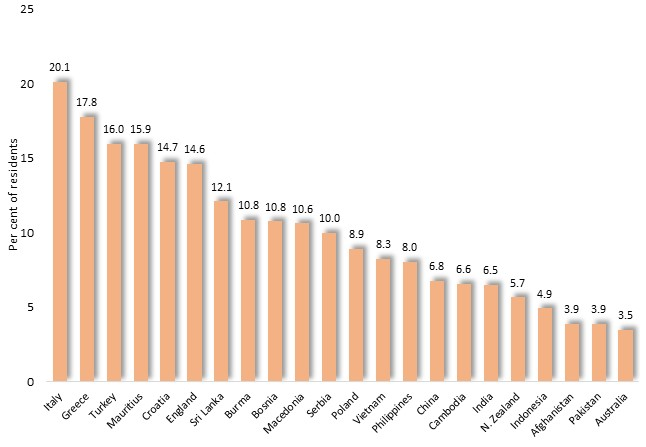 25
20
15
10
5
0
Per cent of residents
20.1
17.8
16.0
15.9
14.7
14.6
12.1
10.8
10.8
10.6
10.0
8.9
8.3
8.0
6.8
6.6
6.5
5.7
4.9
3.9
3.9
3.5
Italy
Greece
Turkey
Mauritius
Croatia
England
Sri Lanka
Burma
Bosnia
Macedonia
Serbia
Poland
Vietnam
Philippines
China
Cambodia
India
N. Zealand
Indonesia
Afghanistan
Pakistan
Australia